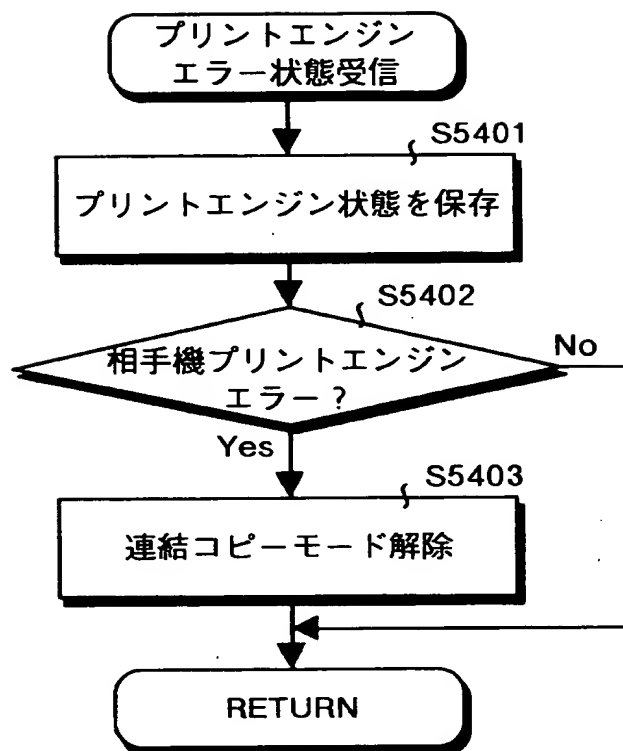 プリントエンジン
エラー状態受信
S5401
プリントエンジン状態を保存
S5402
相手機プリントエンジン
エラー？
No
Yes
S5403
連結コピーモード解除
RETURN